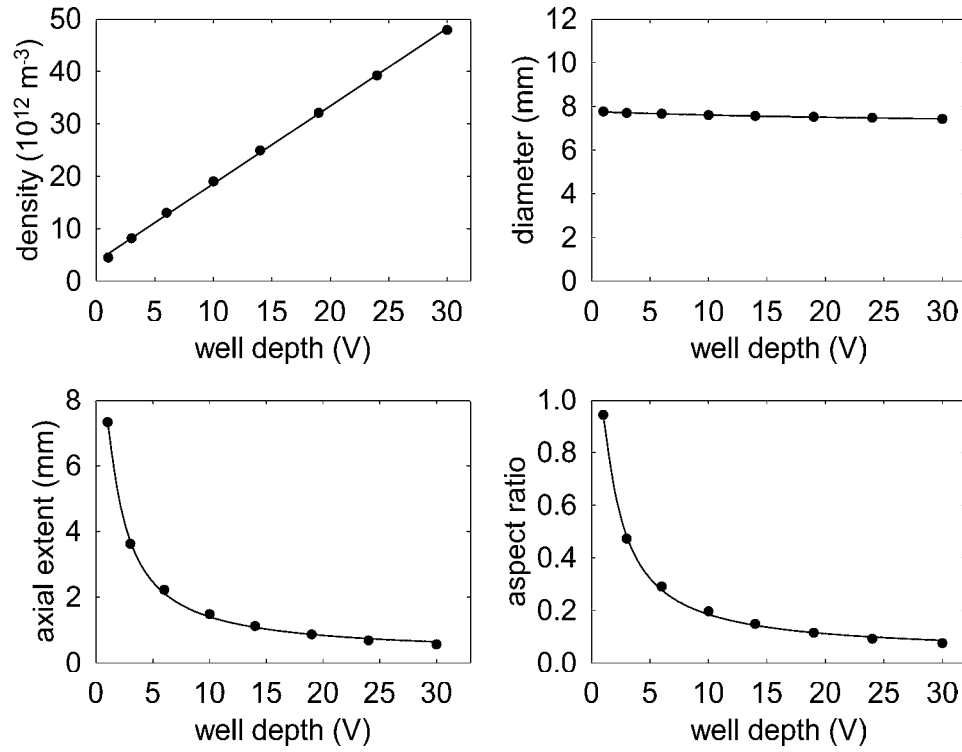 density (10¹² m⁻³)
50
40
30
20
10
0
0 5 10 15 20 25 30
well depth (V)
diameter (mm)
12
10
8
6
4
2
0
0 5 10 15 20 25 30
well depth (V)
axial extent (mm)
8
6
4
2
0
0 5 10 15 20 25 30
well depth (V)
aspect ratio
1.0
0.8
0.6
0.4
0.2
0.0
0 5 10 15 20 25 30
well depth (V)